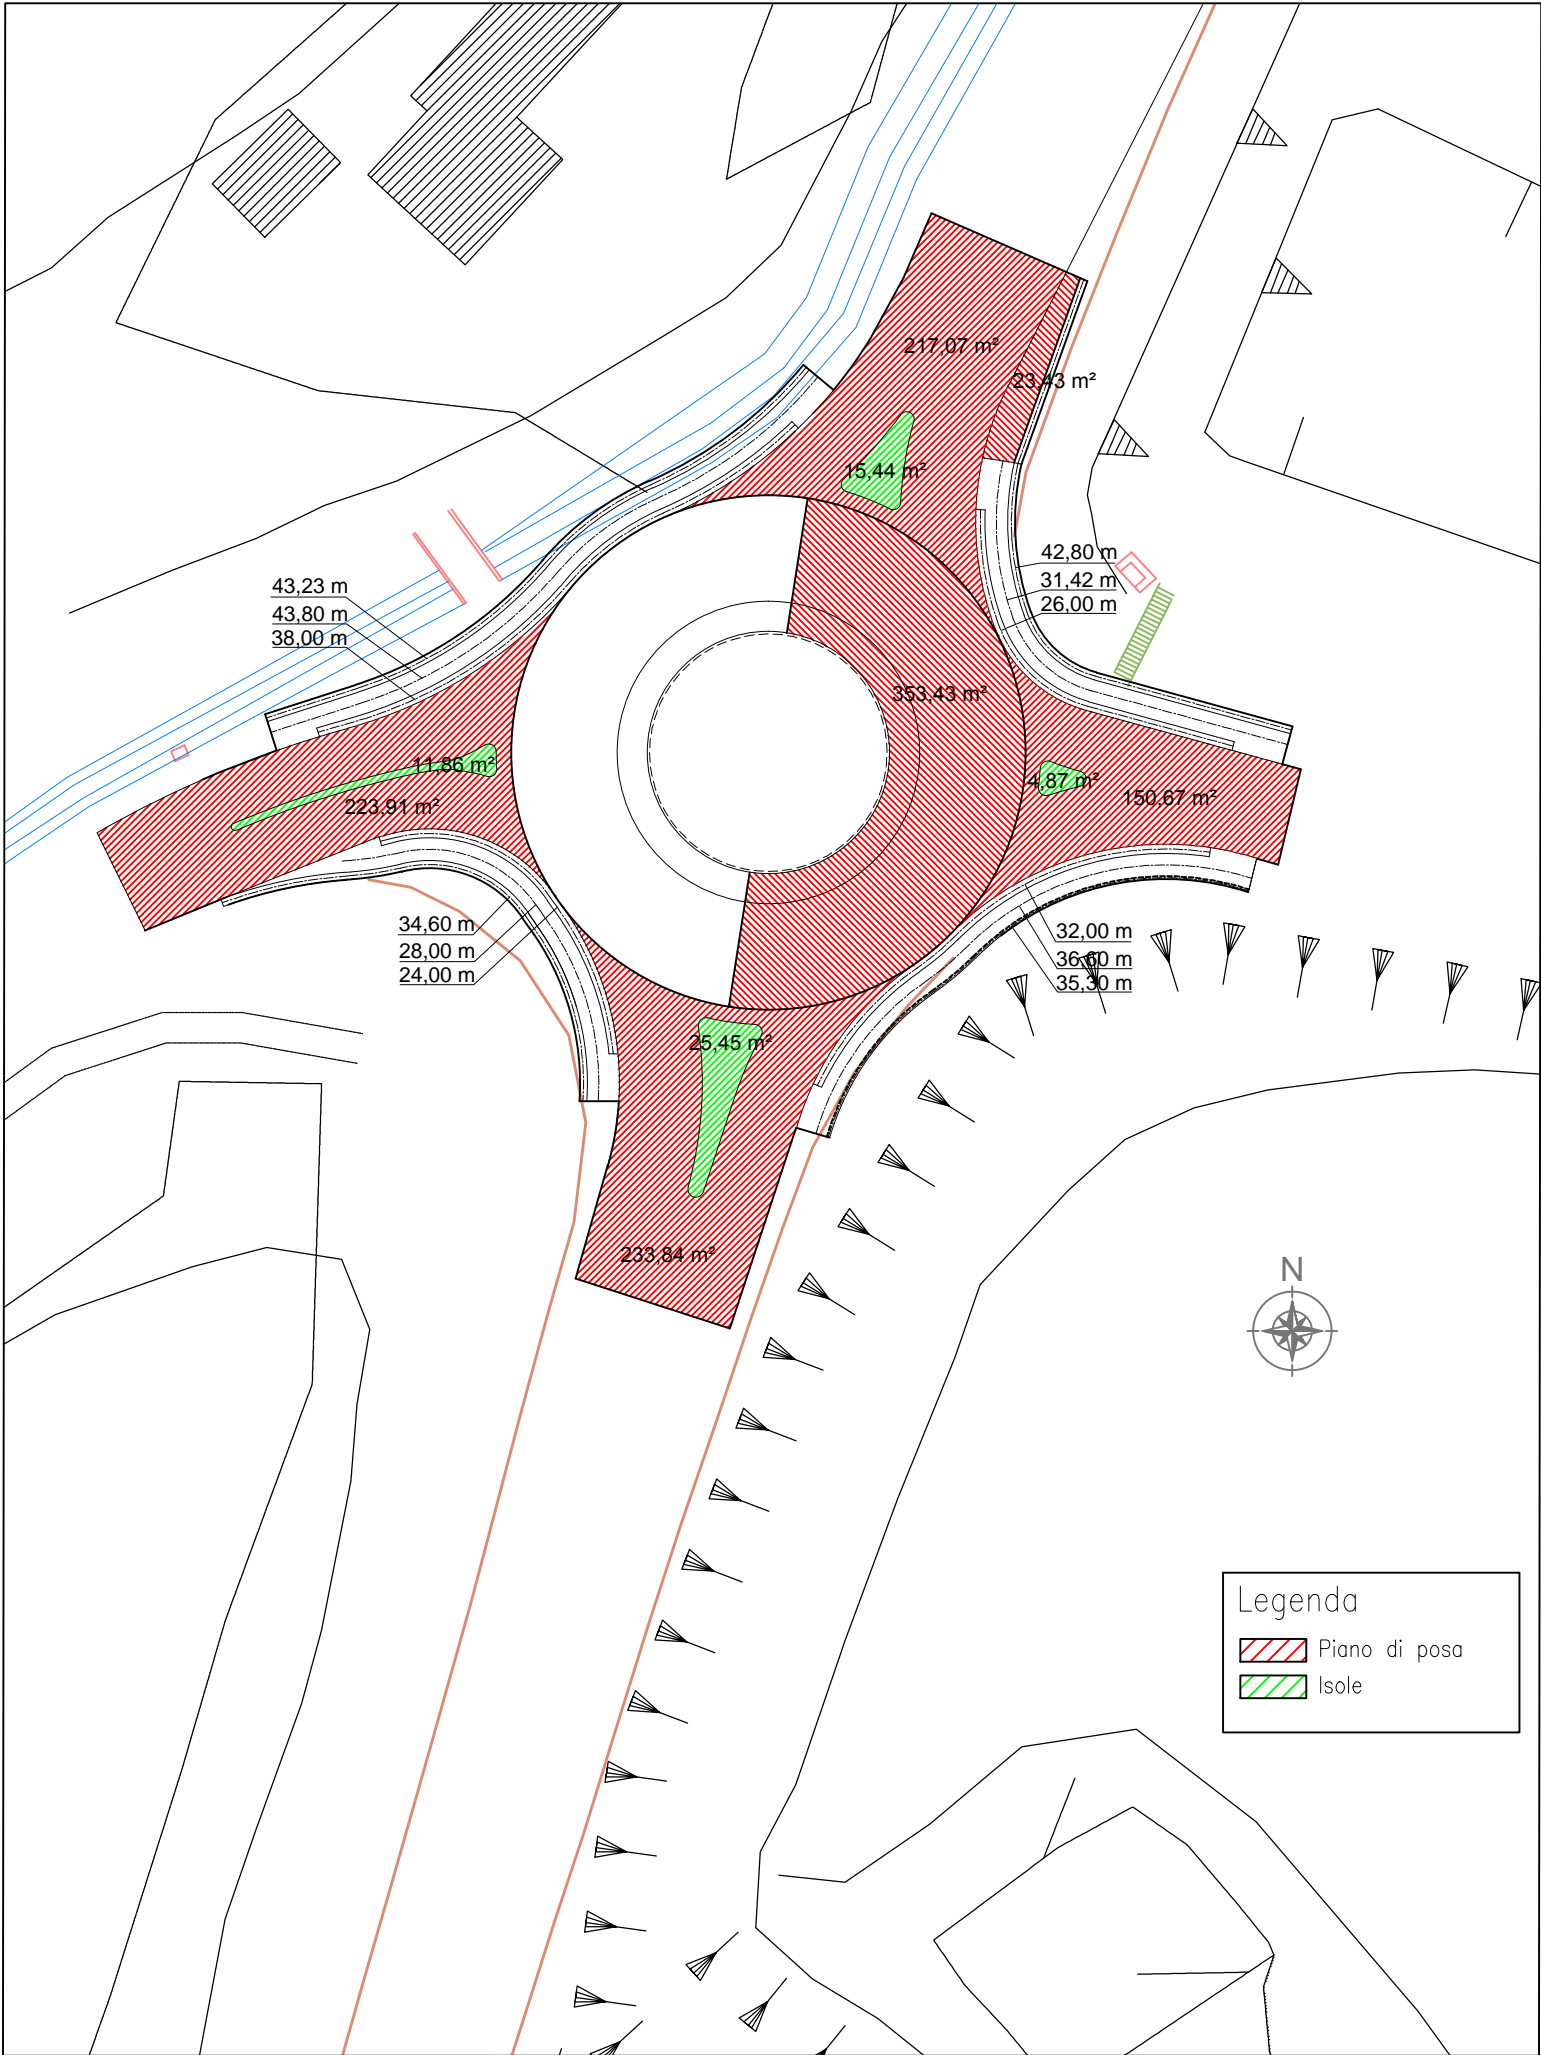 217,07 m²
23,43 m²
15,44 m²
42,80 m
31,42 m
26,00 m
43,23 m
43,80 m
38,00 m
353,43 m²
11,86 m²
223,91 m²
4,87 m²
150,67 m²
34,60 m
28,00 m
24,00 m
32,00 m
36,60 m
35,30 m
25,45 m²
233,84 m²
N
Legenda
Piano di posa
Isole